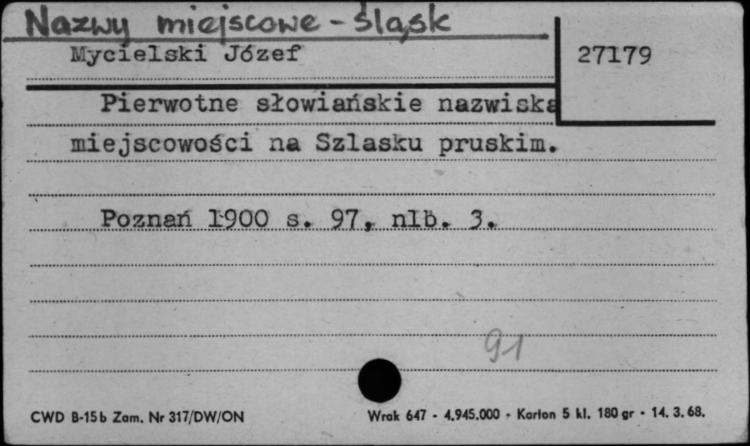 Nazwy miejscowe - śląsk
Mycielski Józef
27179
Pierwotne słowiańskie nazwiska
miejscowości na Szlasku pruskim.
Poznań 1900 s. 97, nlb. 3.
91
CWD B-15b Zam. Nr 317/DW/ON
Wrak 647 - 4.945.000 - Karton 5 kl. 180 gr - 14. 3. 68.